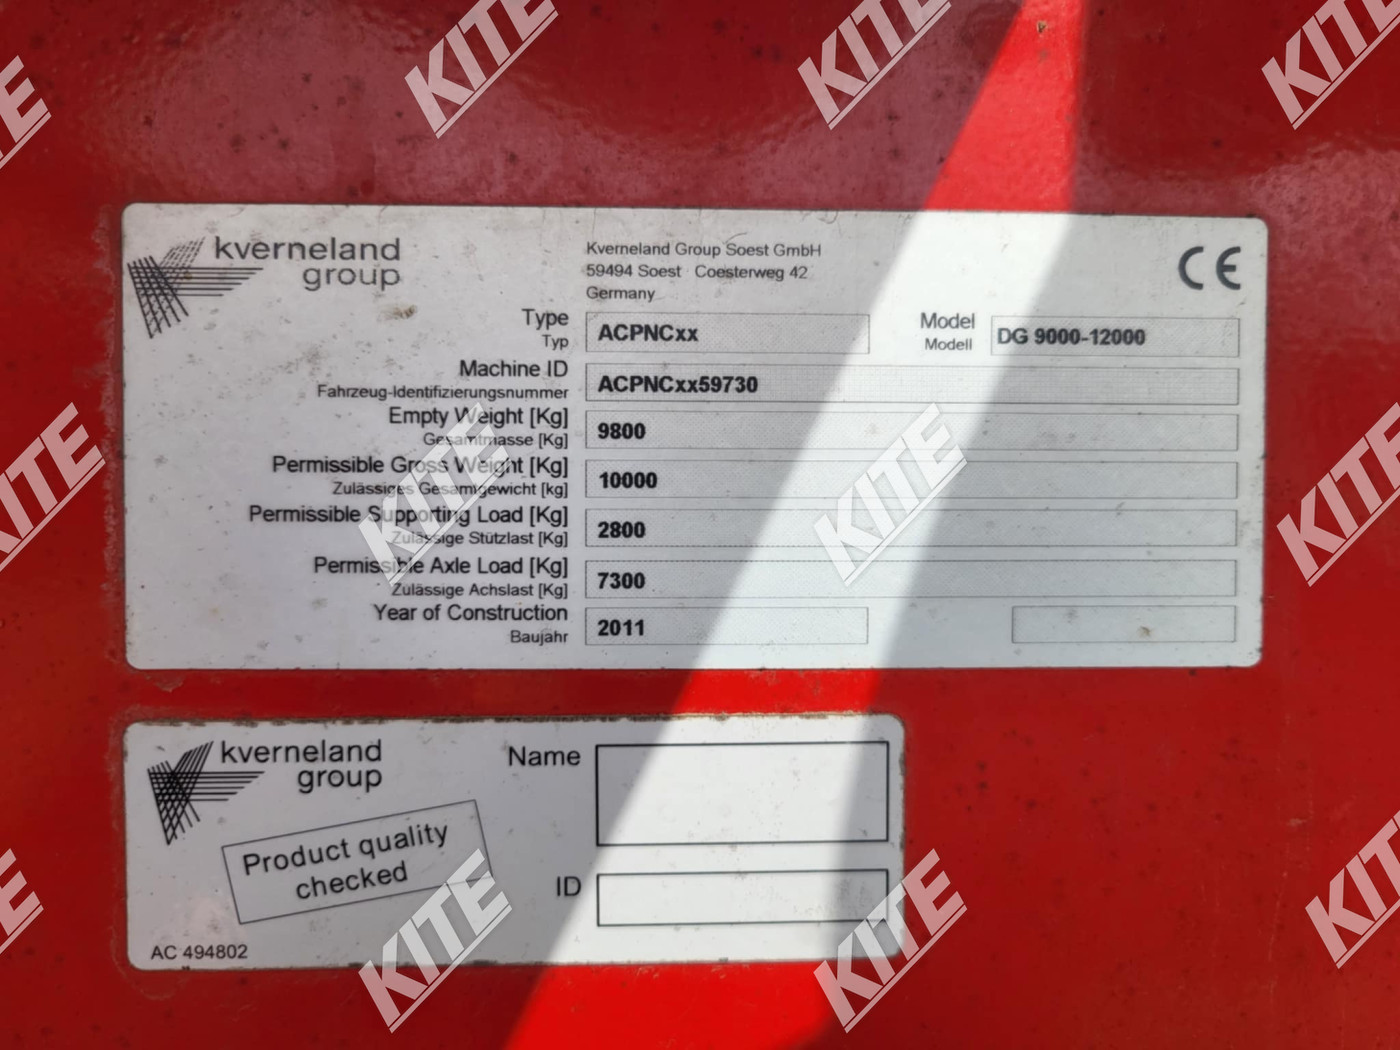 kverneland
group
Kverneland Group Soest GmbH
59494 Soest · Coesterweg 42
Germany
CE
Type
Typ
ACPNCxx
Model
Modell
DG 9000-12000
Machine ID
Fahrzeug-Identifizierungsnummer
ACPNCxx59730
Empty Weight [Kg]
Gesamtmasse [Kg]
9800
Permissible Gross Weight [Kg]
Zulässiges Gesamtgewicht [kg]
10000
Permissible Supporting Load [Kg]
Zulässige Stützlast [Kg]
2800
Permissible Axle Load [Kg]
Zulässige Achslast [Kg]
7300
Year of Construction
Baujahr
2011
kverneland
group
Name
Product quality
checked
ID
AC 494802
KITE
KITE
KITE
KITE
KITE
KITE
KITE
KITE
KITE
KITE
KITE
KITE